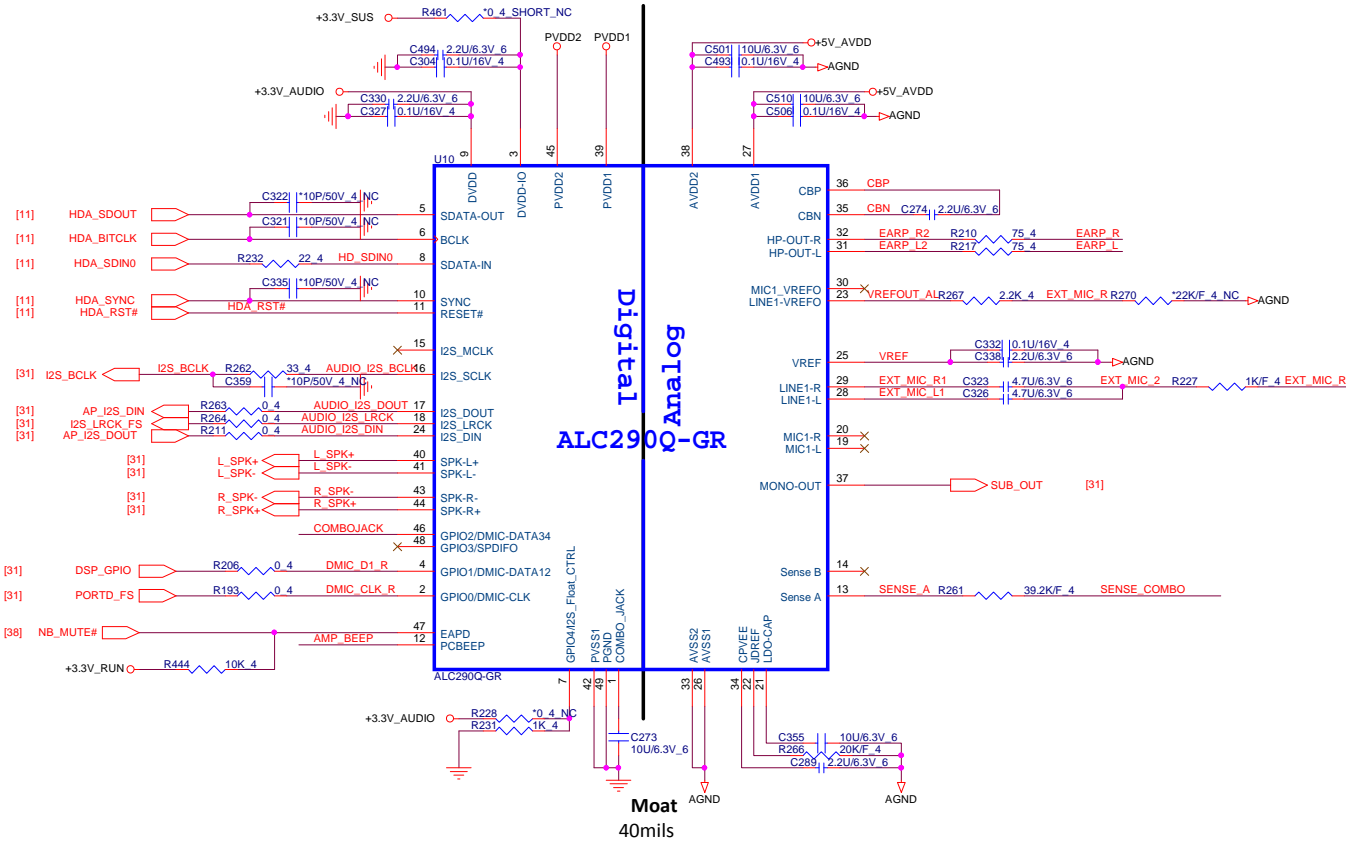 +3.3V_SUS
R461 *0_4_SHORT_NC
C494 2.2U/6.3V_6
C304 0.1U/16V_4
PVDD2 PVDD1
+5V_AVDD
C501 10U/6.3V_6
C493 0.1U/16V_4
AGND
+3.3V_AUDIO
C330 2.2U/6.3V_6
C327 0.1U/16V_4
+5V_AVDD
C510 10U/6.3V_6
C506 0.1U/16V_4
AGND
9 3 45 39 38 27
U10
DVDD DVDD-IO PVDD2 PVDD1 AVDD2 AVDD1
C322 *10P/50V_4_NC
[11] HDA_SDOUT 5 SDATA-OUT
C321 *10P/50V_4_NC
[11] HDA_BITCLK 6 BCLK
[11] HDA_SDIN0 R232 22_4 HD_SDIN0 8 SDATA-IN
C335 *10P/50V_4_NC
[11] HDA_SYNC 10 SYNC
[11] HDA_RST# HDA_RST# 11 RESET#
15 I2S_MCLK
[31] I2S_BCLK I2S_BCLK R262 33_4 AUDIO_I2S_BCLK 16 I2S_SCLK
C359 *10P/50V_4_NC
[31] AP_I2S_DIN R263 0_4 AUDIO_I2S_DOUT 17 I2S_DOUT
[31] I2S_LRCK_FS R264 0_4 AUDIO_I2S_LRCK 18 I2S_LRCK
[31] AP_I2S_DOUT R211 0_4 AUDIO_I2S_DIN 24 I2S_DIN
[31] L_SPK+ L_SPK+ 40 SPK-L+
[31] L_SPK- L_SPK- 41 SPK-L-
[31] R_SPK- R_SPK- 43 SPK-R-
[31] R_SPK+ R_SPK+ 44 SPK-R+
COMBOJACK 46 GPIO2/DMIC-DATA34
48 GPIO3/SPDIFO
[31] DSP_GPIO R206 0_4 DMIC_D1_R 4 GPIO1/DMIC-DATA12
[31] PORTD_FS R193 0_4 DMIC_CLK_R 2 GPIO0/DMIC-CLK
[38] NB_MUTE# 47 EAPD
AMP_BEEP 12 PCBEEP
+3.3V_RUN R444 10K_4
Digital
Analog
ALC290Q-GR
CBP 36 CBP
CBN 35 CBN C274 2.2U/6.3V_6
HP-OUT-R 32 EARP_R2 R210 75_4 EARP_R
HP-OUT-L 31 EARP_L2 R217 75_4 EARP_L
MIC1_VREFO 30
LINE1-VREFO 23 VREFOUT_AL R267 2.2K_4 EXT_MIC_R R270 *22K/F_4_NC AGND
C332 0.1U/16V_4
VREF 25 VREF C338 2.2U/6.3V_6 AGND
LINE1-R 29 EXT_MIC_R1 C323 4.7U/6.3V_6 EXT_MIC_2 R227 1K/F_4 EXT_MIC_R
LINE1-L 28 EXT_MIC_L1 C326 4.7U/6.3V_6
MIC1-R 20
MIC1-L 19
MONO-OUT 37 SUB_OUT [31]
Sense B 14
Sense A 13 SENSE_A R261 39.2K/F_4 SENSE_COMBO
GPIO4/I2S_Float_CTRL PVSS1 PGND COMBO_JACK AVSS2 AVSS1 CPVEE JDREF LDO-CAP
ALC290Q-GR
7 42 49 1 33 26 34 22 21
+3.3V_AUDIO R228 *0_4_NC
R231 1K_4
C273
10U/6.3V_6
C355 10U/6.3V_6
R266 20K/F_4
C289 2.2U/6.3V_6
AGND AGND
Moat
40mils